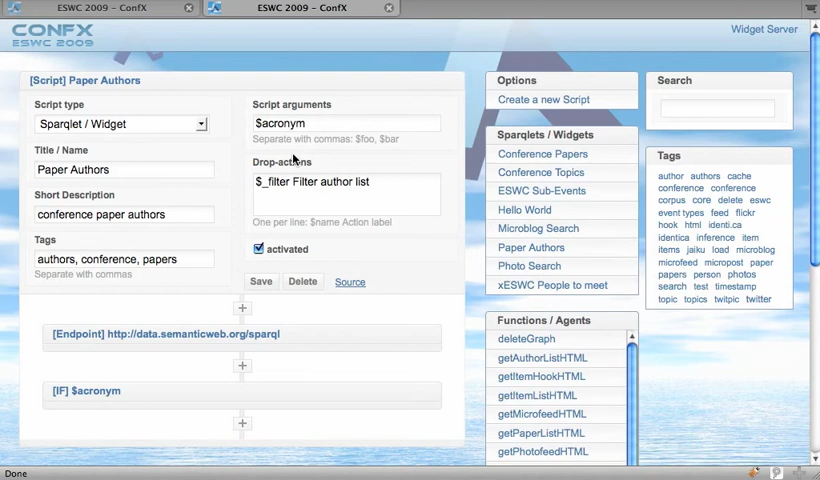 ESWC 2009 - ConfX
ESWC 2009 - ConfX
CONFX
ESWC 2009
Widget Server
[Script] Paper Authors
Script type
Sparqlet / Widget
Title / Name
Paper Authors
Short Description
conference paper authors
Tags
authors, conference, papers
Separate with commas
Script arguments
$acronym
Separate with commas: $foo, $bar
Drop-actions
$_filter Filter author list
One per line: $name Action label
activated
Save
Delete
Source
+
[Endpoint] http://data.semanticweb.org/sparql
+
[IF] $acronym
+
Options
Create a new Script
Sparqlets / Widgets
Conference Papers
Conference Topics
ESWC Sub-Events
Hello World
Microblog Search
Paper Authors
Photo Search
xESWC People to meet
Functions / Agents
deleteGraph
getAuthorListHTML
getItemHookHTML
getItemListHTML
getMicrofeedHTML
getPaperListHTML
getPhotofeedHTML
Search
Tags
author authors cache
conference conference
corpus core delete eswc
event types feed flickr
hook html identi.ca
identica inference item
items jaiku load microblog
microfeed micropost paper
papers person photos
search test timestamp
topic topics twitpic twitter
Done